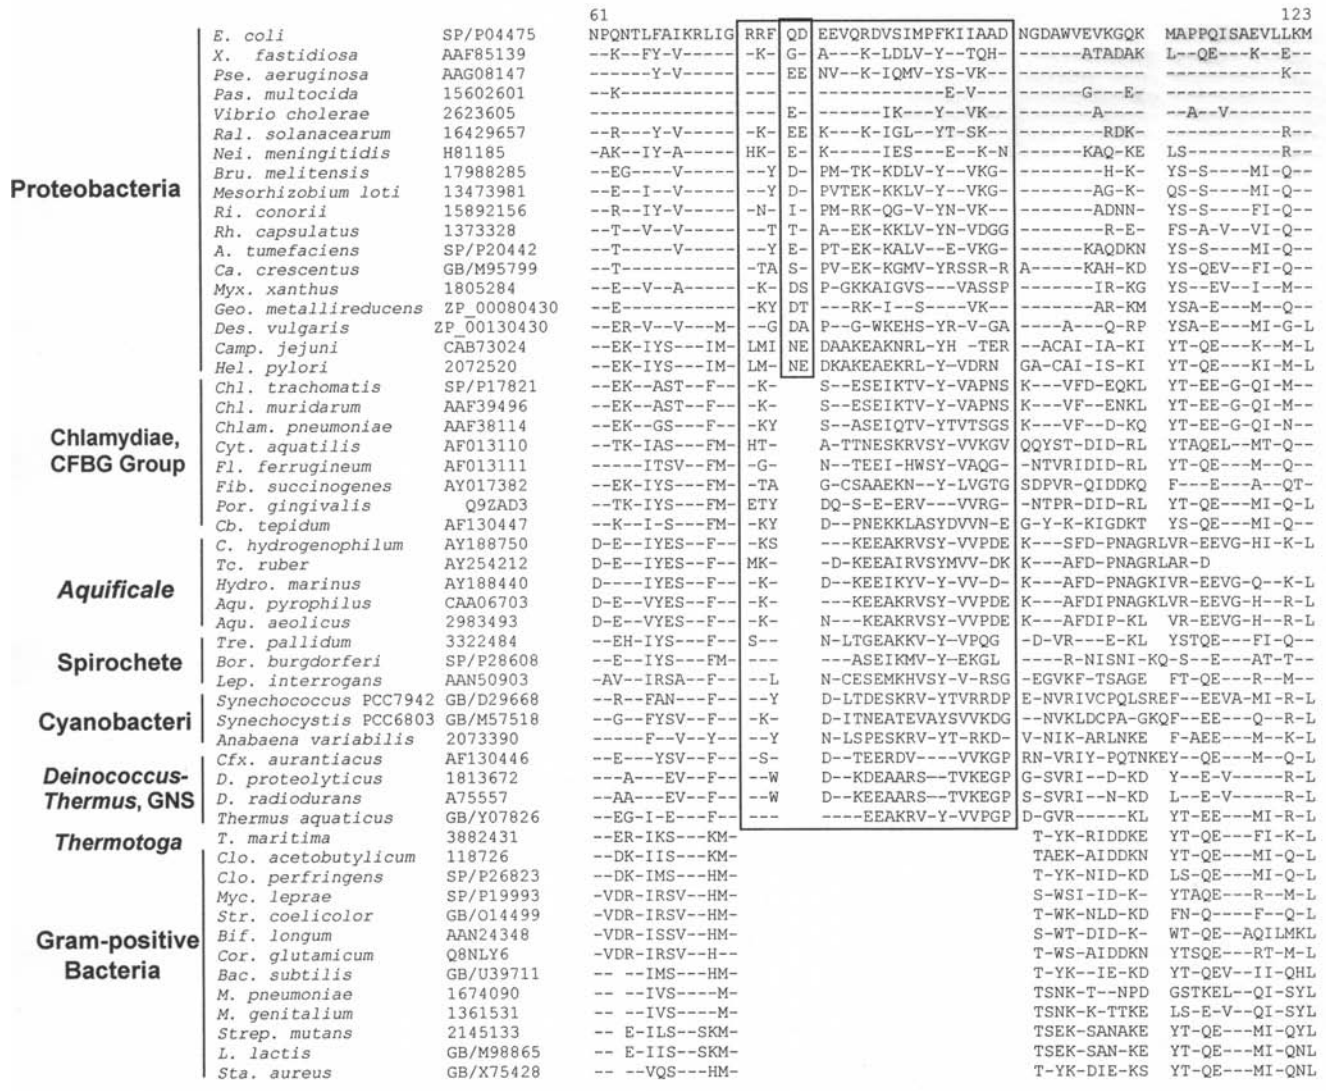 61 123
E. coli SP/P04475 NPQNTLFAIKRLIG RRF QD EEVQRDVSIMPFKIIAAD NGDAWVEVKGQK MAPPQISAEVLLKM
X. fastidiosa AAF85139 --K--FY-V----- --K G- A---K-LDLV-Y--TQH- -----ATADAK L--QE---K--E--
Pse. aeruginosa AAG08147 -----Y-V------ --- EE NV--K-IQMV-YS-VK-- ------------ -----------K--
Pas. multocida 15602601 --K----------- --- -- -----------E-V---- ----G--E- --------------
Vibrio cholerae 2623605 -------------- --- E- -----IK---Y--VK-- -----A------ --A--V--------
Ral. solanacearum 16429657 --R---Y-V----- -K- EE K---K-IGL--YT-SK-- ------RDK- -----------R--
Nei. meningitidis H81185 -AK--IY-A----- HK- E- K----IES---E--K-N ----KAQ-KE LS---------R--
Proteobacteria
Bru. melitensis 17988285 --EG----V----- --Y D- PM-TK-KDLV-Y--VKG- -------H-K- YS-S----MI-Q--
Mesorhizobium loti 13473981 --E--I--V----- --Y D- PVTEK-KKLV-Y--VKG- ------AG-K- QS-S----MI-Q--
Ri. conorii 15892156 --R--IY-V----- -N- I- PM-RK-QG-V-YN-VK-- -------ADNN- YS-S----FI-Q--
Rh. capsulatus 1373328 --T--V--V----- --T T- A--EK-KKLV-YN-VDGG -------R-E- FS-A-V--VI-Q--
A. tumefaciens SP/P20442 --T-----V----- --Y E- PT-EK-KALV--E-VKG- ----KAQDKN YS-S----MI-Q--
Ca. crescentus GB/M95799 --T----------- -TA S- PV-EK-KGMV-YRSSR-R A-----KAH-KD YS-QEV--FI-Q--
Myx. xanthus 1805284 --E--V--A----- -K- DS P-GKKAIGVS---VASSP -------IR-KG YS--EV---I--M--
Geo. metallireducens ZP_00080430 --E----------- -KY DT ---RK-I--S----VK-- ------AR-KM YSA-E---M--Q--
Des. vulgaris ZP_00130430 --ER-V--V---M- --G DA P--G-WKEHS-YR-V-GA ----A---Q-RP YSA-E---MI-G-L
Camp. jejuni CAB73024 --EK-IYS---IM- LMI NE DAAKEAKNRL-YH -TER --ACAI-IA-KI YT-QE---K--M-L
Hel. pylori 2072520 --EK-IYS---IM- LM- NE DKAKEAEKRL-Y--VDRN GA-CAI-IS-KI YT-QE---KI-M-L
Chl. trachomatis SP/P17821 --EK--AST--F-- -K- S--ESEIKTV-Y-VAPNS K---VFD-EQKL YT-EE-G-QI-M--
Chl. muridarum AAF39496 --EK--AST--F-- -K- S--ESEIKTV-Y-VAPNS K---VF--ENKL YT-EE-G-QI-M--
Chlamydiae,
CFBG Group
Chlam. pneumoniae AAF38114 --EK--GS---F-- -KY S--ASEIQTV-YTVTSGS K---VF--D-KQ YT-EE-G-QI-N--
Cyt. aquatilis AF013110 --TK-IAS---FM- HT- A-TTNESKRVSY-VVKGV QQYST-DID-RL YTAQEL--MT-Q--
Fl. ferrugineum AF013111 -----ITSV--FM- -G- N--TEEI-HWSY-VAQG- -NTVRIDID-RL YT-QE---M--Q--
Fib. succinogenes AY017382 --EK-IYS---FM- -TA G-CSAAEKN--Y-LVGTG SDPVR-QIDDKQ F---E---A--QT-
Por. gingivalis Q9ZAD3 --TK-IYS---FM- ETY DQ-S-E-ERV---VVRG- -NTPR-DID-RL YT-QE---MI-Q-L
Cb. tepidum AF130447 --K--I-S---FM- -KY D--PNEKKLASYDVVN-E G-Y-K-KIGDKT YS-QE---MI-Q--
C. hydrogenophilum AY188750 D-E--IYES--F-- -KS ---KEEAKRVSY-VVPDE K---SFD-PNAGRLVR-EEVG-HI-K-L
Tc. ruber AY254212 D-E--IYES--F-- MK- --D-KEEAIRVSYMVV-DK K---AFD-PNAGRLAR-D
Aquificale
Hydro. marinus AY188440 D----IYES--F-- -K- ---KEEIKYV-Y-VV-D- K---AFD-PNAGKIVR-EEVG--Q--K-L
Aqu. pyrophilus CAA06703 D-E--VYES--F-- -K- ---KEEAKRVSY-VVPDE K---AFDIPNAGKLVR-EEVG-H--R-L
Aqu. aeolicus 2983493 D-E--VYES--F-- -K- N---KEAKRVSY-VVPDE K---AFDIP-KL VR-EEVG-H--R-L
Tre. pallidum 3322484 --EH-IYS---F-- S-- N-LTGEAKKV-Y--VPQG -D-VR---E-KL YSTQE---FI-Q--
Spirochete
Bor. burgdorferi SP/P28608 --E--IYS---FM- --- ----ASEIKMV-Y--EKGL ----R-NISNI-KQ-S--E---AT-T--
Lep. interrogans AAN50903 -AV--IRSA--F-- --L N-CESEMKHVSY-V-RSG -EGVKF-TSAGE FT-QE---R--M--
Synechococcus PCC7942 GB/D29668 --R--FAN---F-- --Y D-LTDESKRV-YTVRRDP E-NVRIVCPQLSREF--EEVA-MI-R-L
Cyanobacteri
Synechocystis PCC6803 GB/M57518 --G--FYSV--F-- -K- D-ITNEATEVAYSVVKDG -NVKLDCPA-GKQF--EE---Q--R-L
Anabaena variabilis 2073390 -----F--V--Y-- --Y N-LSPESKRV-YT-RKD- V-NIK-ARLNKE F-AEE---M--K-L
Cfx. aurantiacus AF130446 --E---YSV--F-- -S- D--TEERDV----VVKGP RN-VRIY-PQTNKEY--QE---M--Q-L
Deinococcus-
Thermus, GNS
D. proteolyticus 1813672 ---A---EV--F-- --W D--KDEAARS--TVKEGP G-SVRI--D-KD Y--E-V-----R-L
D. radiodurans A75557 --AA---EV--F-- --W D--KEEAARS--TVKEGP S-SVRI--N-KD L--E--V----R-L
Thermus aquaticus GB/Y07826 --EG-I-E---F-- --- ----EEAKRV-Y-VVPGP D-GVR-----KL YT-EE---MI-R-L
Thermotoga
T. maritima 3882431 --ER-IKS---KM- T-YK-RIDDKE YT-QE---MI-K-L
Clo. acetobutylicum 118726 --DK-IIS---KM- TAEK-AIDDKN YT-QE---MI-Q-L
Clo. perfringens SP/P26823 --DK-IMS---KM- T-YK-NID-KD LS-QE---MI-Q-L
Myc. leprae SP/P19993 -VDR-IRSV--HM- S-WSI-ID-K- YTAQE---R--M-L
Str. coelicolor GB/O14499 -VDR-IRSV--HM- T-WK-NLD-KD FN-Q----F--Q-L
Gram-positive
Bacteria
Bif. longum AAN24348 -VDR-ISSV--HM- S-WT-DID-K- WT-QE--AQILMKL
Cor. glutamicum Q8NLY6 -VDR-IRSV--H-- T-WS-AIDDKN YTSQE---RT-M-L
Bac. subtilis GB/U39711 -- --IMS---HM- T-YK--IE-KD YT-QEV--II-QHL
M. pneumoniae 1674090 -- --IVS----M- TSNK-T--NPD GSTKEL--QI-SYL
M. genitalium 1361531 -- --IVS----M- TSNK-K-TTKE LS-E-V--QI-SYL
Strep. mutans 2145133 -- E-ILS--SKM- TSEK-SANAKE YT-QE---MI-QYL
L. lactis GB/M98865 -- E-IIS--SKM- TSEK-SAN-KE YT-QE---MI-QNL
Sta. aureus GB/X75428 -- --VQS---HM- T-YK-DIE-KS YT-QE---MI-QNL